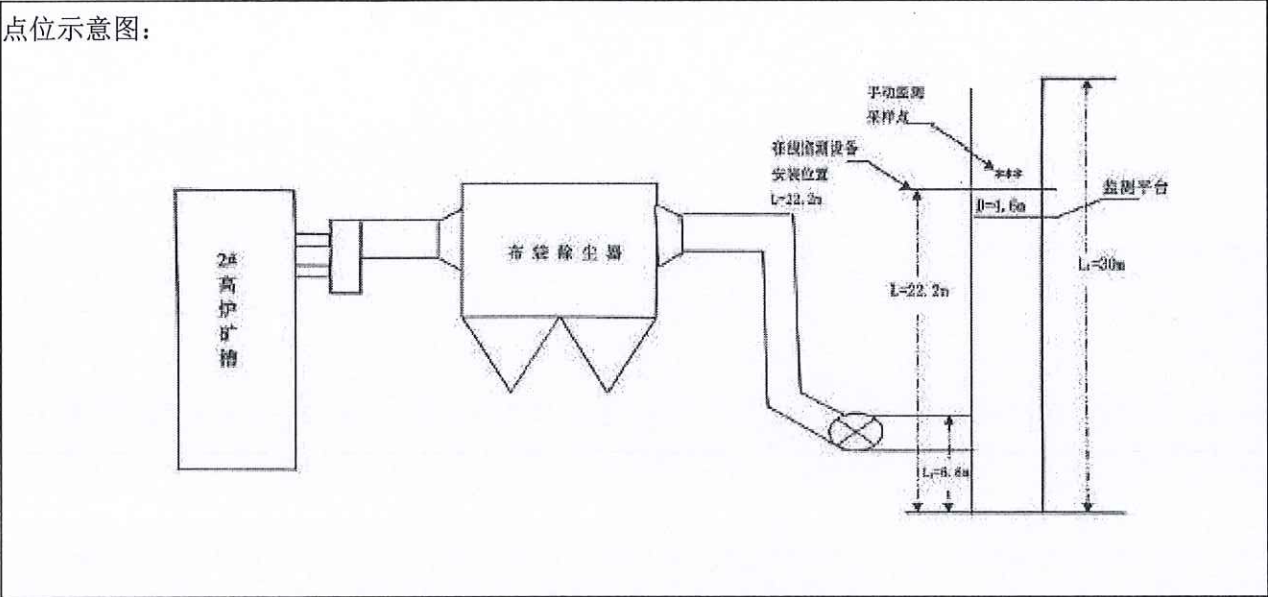 点位示意图：
手动监测
采样点
在线监测设备
安装位置
L=22.2m
***
监测平台
D=4.6m
2#
高
炉
矿
槽
布袋除尘器
L=22.2m
L₁=30m